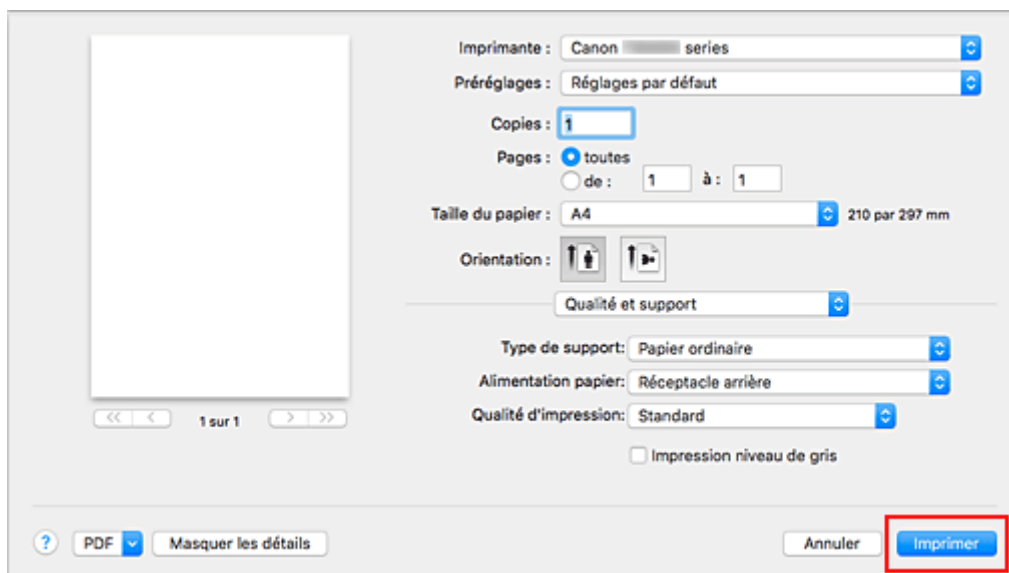 Imprimante : Canon series
Préréglages : Réglages par défaut
Copies : 1
Pages : toutes
de : 1 à : 1
Taille du papier : A4 210 par 297 mm
Orientation :
Qualité et support
Type de support: Papier ordinaire
Alimentation papier: Réceptacle arrière
Qualité d'impression: Standard
Impression niveau de gris
<< < 1 sur 1 > >>
? PDF Masquer les détails Annuler Imprimer